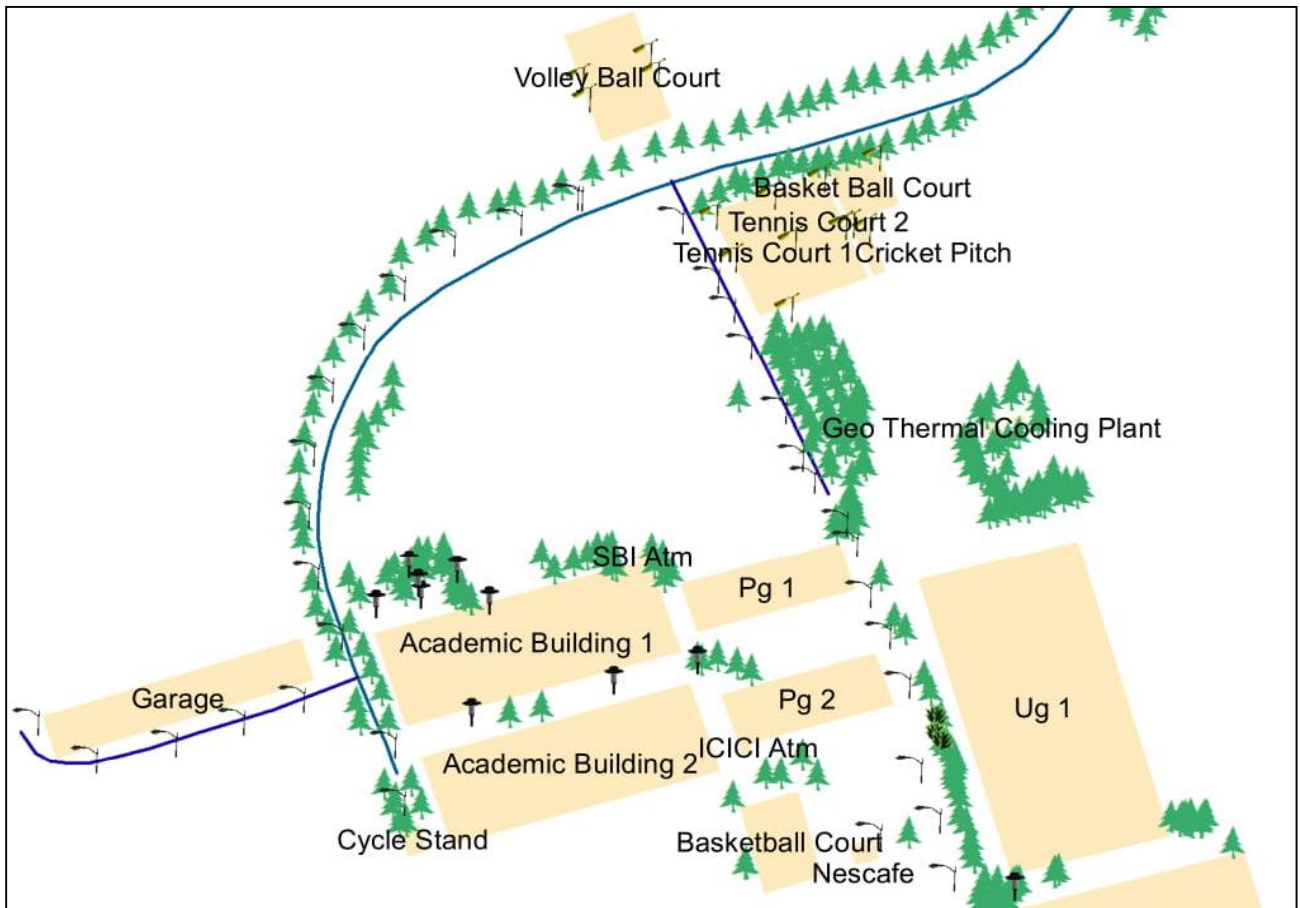 Volley Ball Court
Basket Ball Court
Tennis Court 2
Tennis Court 1
Cricket Pitch
Geo Thermal Cooling Plant
SBI Atm
Pg 1
Academic Building 1
Garage
Pg 2
Ug 1
ICICI Atm
Academic Building 2
Cycle Stand
Basketball Court
Nescafe